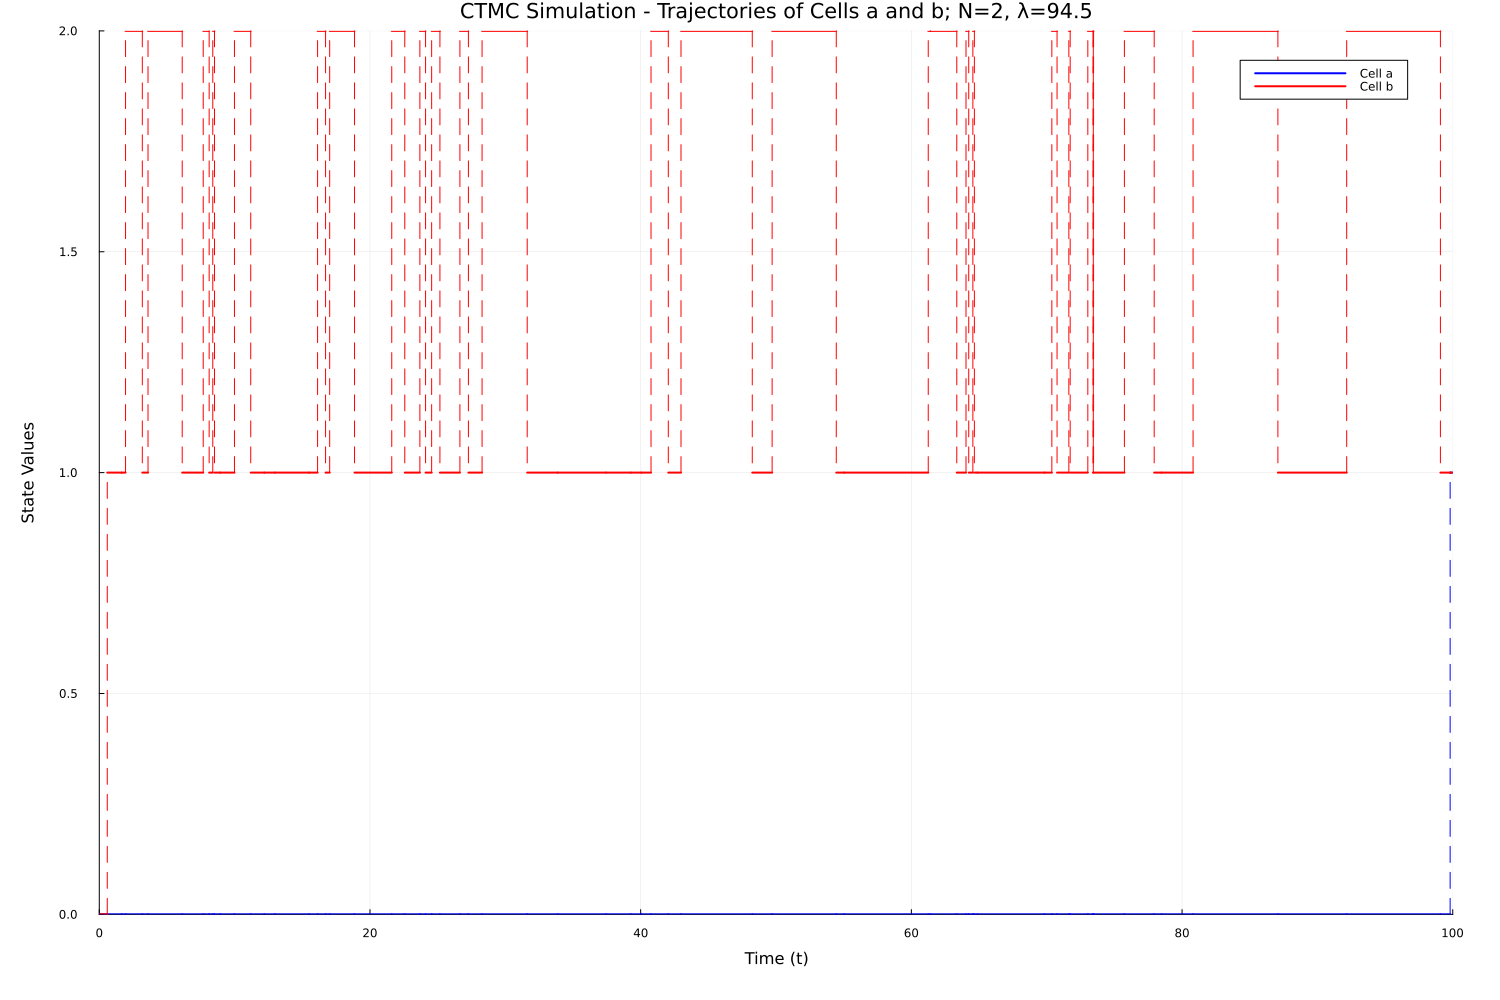 CTMC Simulation - Trajectories of Cells a and b; N=2, λ=94.5
2.0
Cell a
Cell b
1.5
State Values
1.0
0.5
0.0
0 20 40 60 80 100
Time (t)